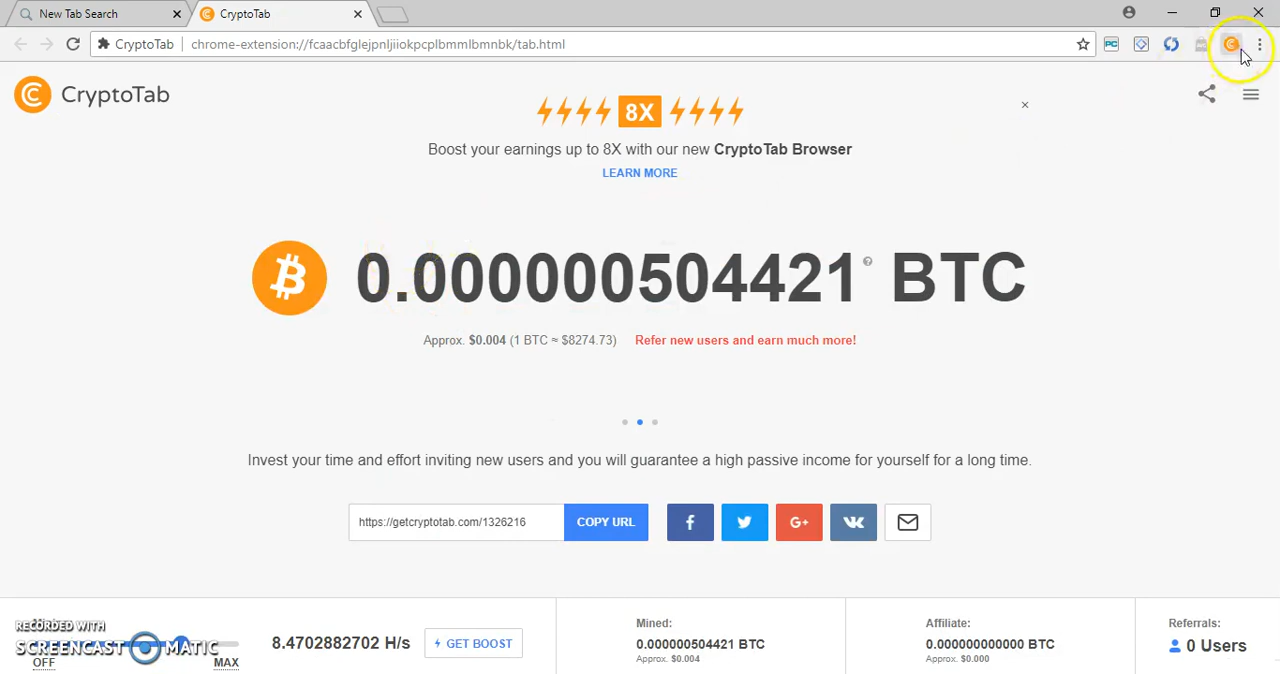 New Tab Search
CryptoTab
CryptoTab
chrome-extension://fcaacbfglejpnljiiokpcplbmmlbmnbk/tab.html
PC
CryptoTab
8X
Boost your earnings up to 8X with our new CryptoTab Browser
LEARN MORE
0.000000504421 BTC
Approx. $0.004 (1 BTC ≈ $8274.73) Refer new users and earn much more!
Invest your time and effort inviting new users and you will guarantee a high passive income for yourself for a long time.
https://getcryptotab.com/1326216
COPY URL
G+
RECORDED WITH
SCREENCAST MATIC
OFF
MAX
8.4702882702 H/s
GET BOOST
Mined:
0.000000504421 BTC
Approx. $0.004
Affiliate:
0.000000000000 BTC
Approx. $0.000
Referrals:
0 Users